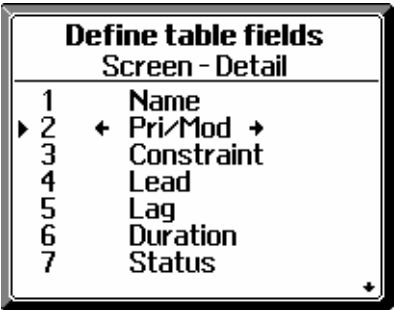 Define table fields
Screen - Detail
1 Name
▸ 2 ← Pri/Mod →
3 Constraint
4 Lead
5 Lag
6 Duration
7 Status